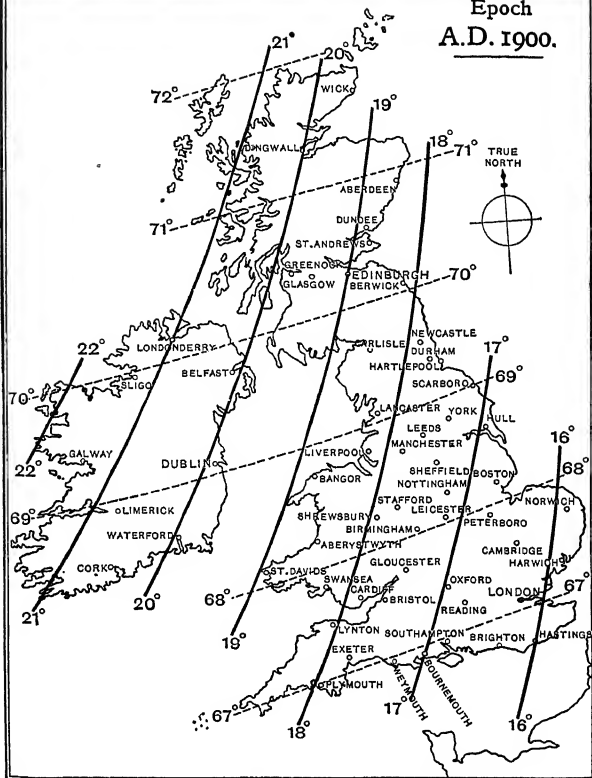 Epoch
A.D. 1900.
21°
20°
WICK
72°
19°
DINGWALL
18°
71°
TRUE
NORTH
ABERDEEN
71°
DUNDEE
ST. ANDREWS
GREENOCK
EDINBURGH
70°
GLASGOW
BERWICK
NEWCASTLE
LONDONDERRY
CARLISLE
DURHAM
17°
22°
HARTLEPOOL
BELFAST
SLIGO
SCARBORO
69°
70°
LANCASTER
YORK
HULL
LEEDS
16°
MANCHESTER
GALWAY
DUBLIN
LIVERPOOL
68°
22°
SHEFFIELD
BOSTON
BANGOR
NOTTINGHAM
NORWICH
STAFFORD
69°
LIMERICK
SHREWSBURY
LEICESTER
PETERBORO
BIRMINGHAM
WATERFORD
ABERYSTWYTH
CAMBRIDGE
HARWICH
CORK
ST. DAVIDS
GLOUCESTER
SWANSEA
OXFORD
67°
68°
CARDIFF
LONDON
BRISTOL
20°
READING
21°
LYNTON
SOUTHAMPTON
BRIGHTON
HASTINGS
19°
EXETER
PLYMOUTH
WEYMOUTH
BOURNEMOUTH
17°
67°
16°
18°